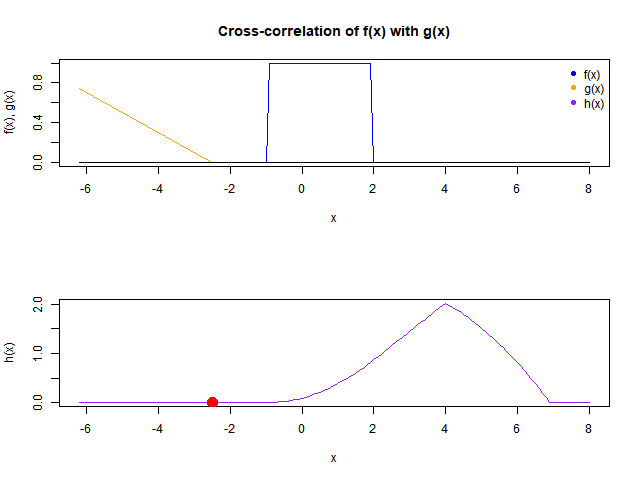 Cross-correlation of f(x) with g(x)
f(x), g(x)
0.0 0.4 0.8
f(x)
g(x)
h(x)
-6 -4 -2 0 2 4 6 8
x
h(x)
0.0 1.0 2.0
-6 -4 -2 0 2 4 6 8
x